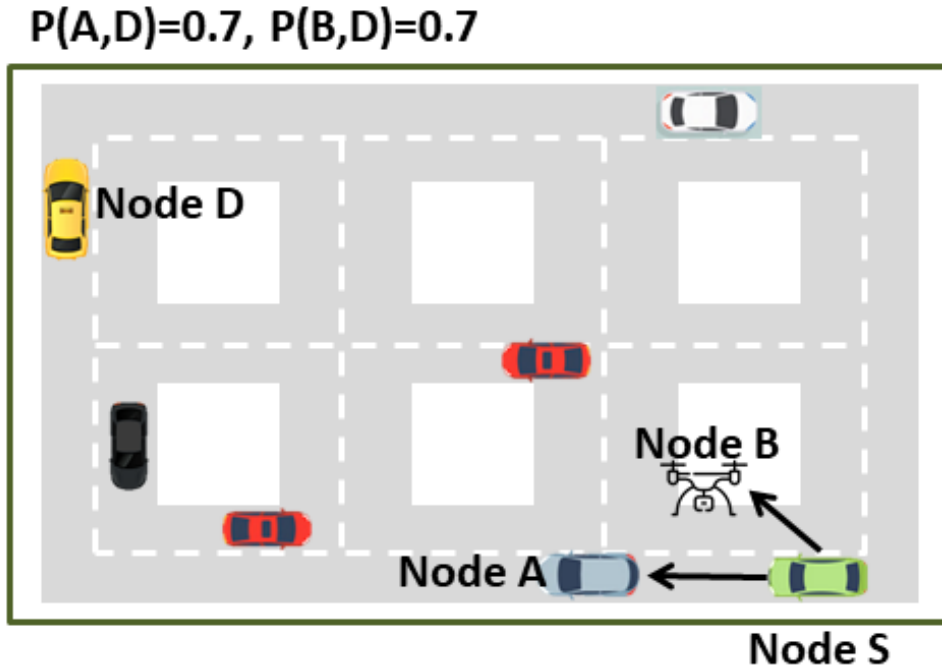 P(A,D)=0.7, P(B,D)=0.7
Node D
Node B
Node A
Node S